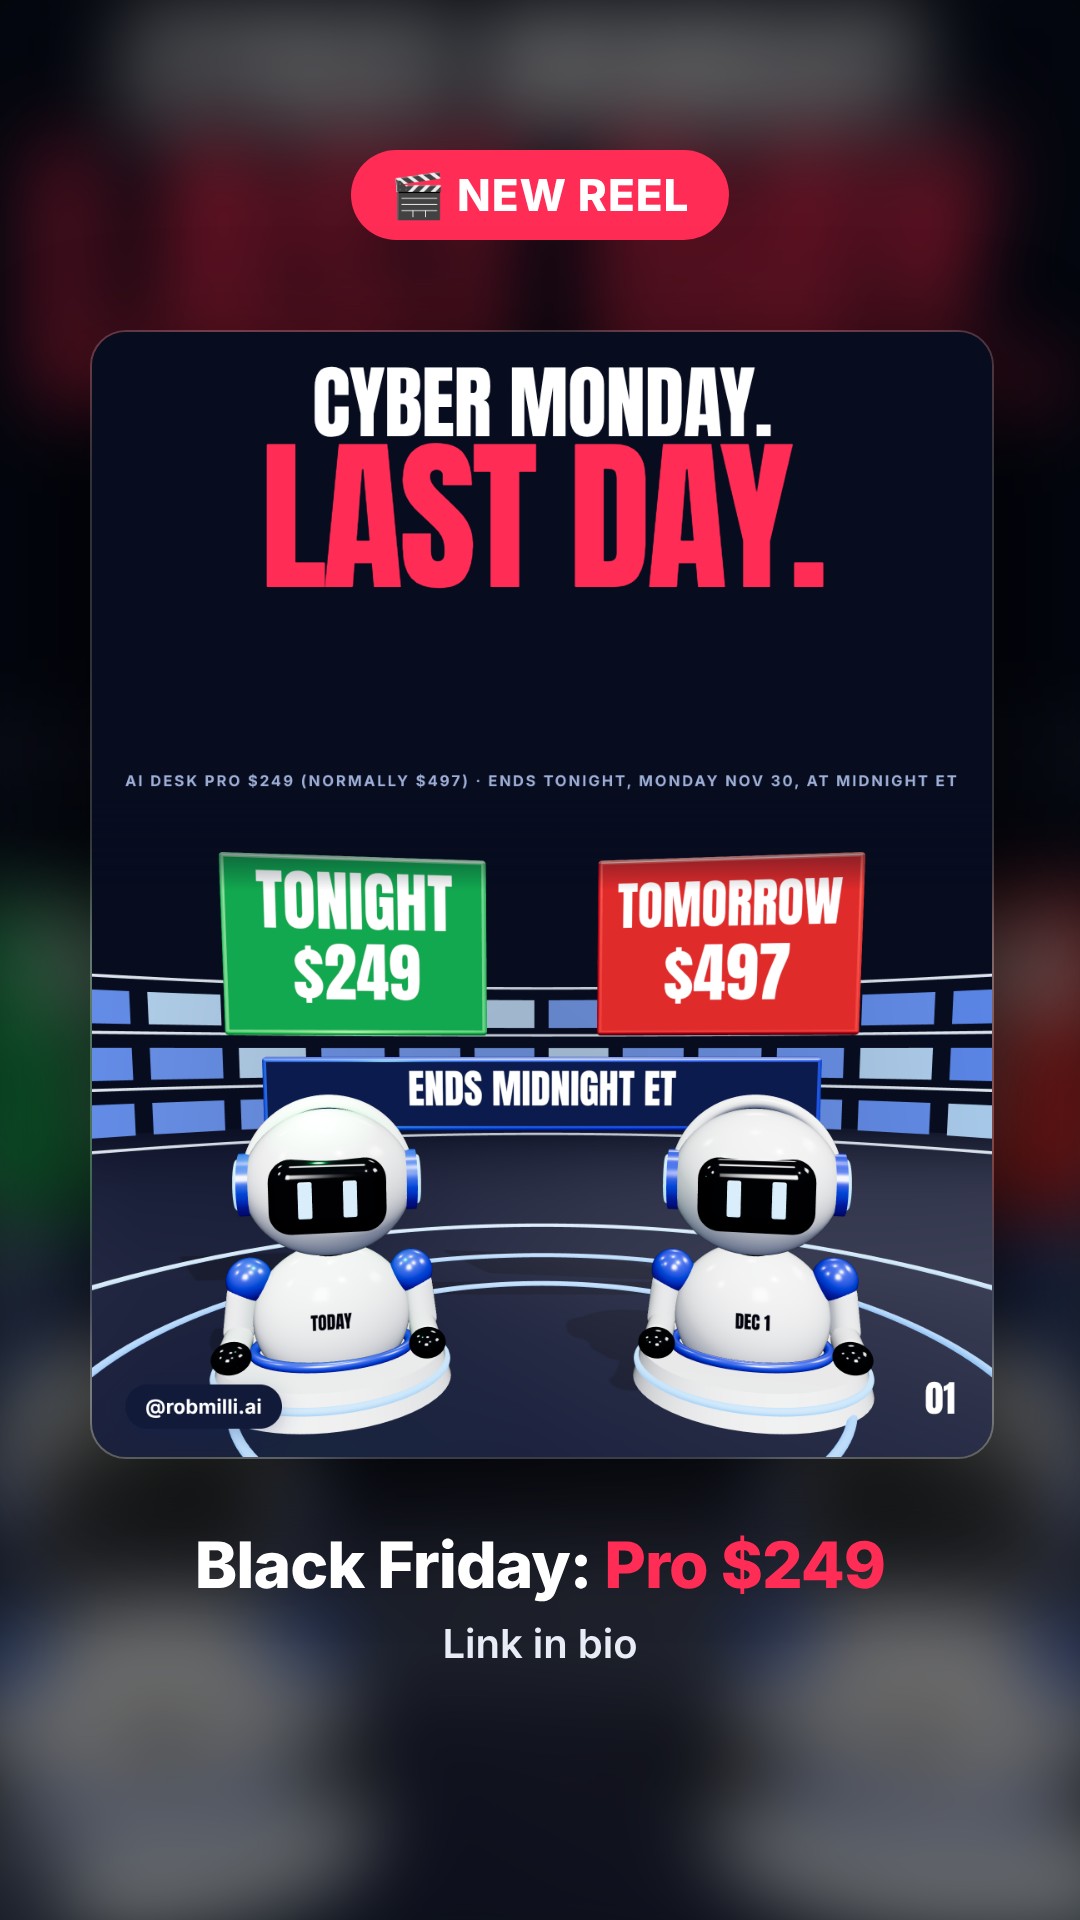 🎬 NEW REEL
CYBER MONDAY.
LAST DAY.
AI DESK PRO $249 (NORMALLY $497) · ENDS TONIGHT, MONDAY NOV 30, AT MIDNIGHT ET
TONIGHT
$249
TOMORROW
$497
ENDS MIDNIGHT ET
TODAY
DEC 1
@robmilli.ai
01
Black Friday: Pro $249
Link in bio